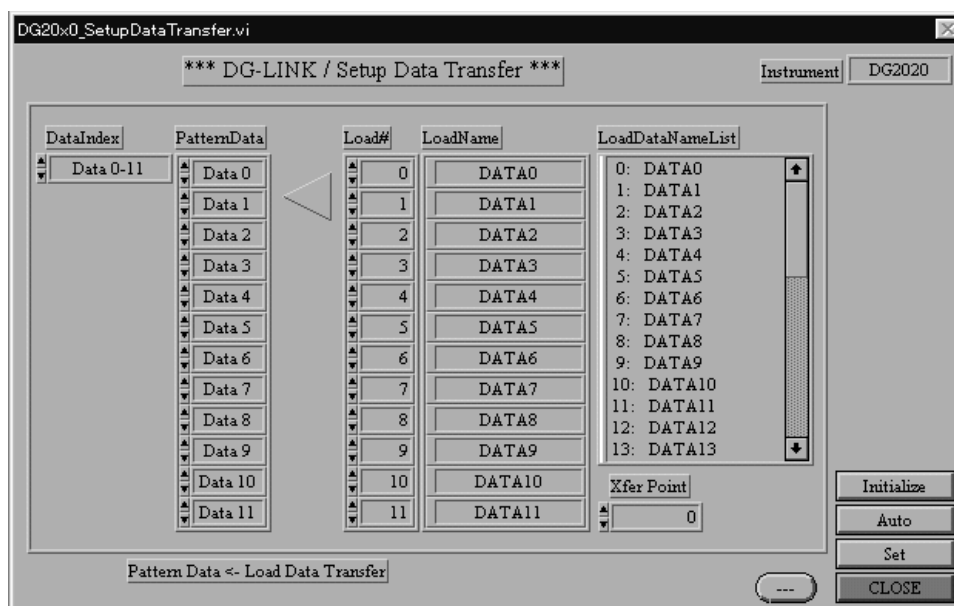 DG20x0_SetupDataTransfer.vi
*** DG-LINK / Setup Data Transfer ***
Instrument DG2020
DataIndex PatternData Load# LoadName LoadDataNameList
Data 0-11
Data 0 0 DATA0
Data 1 1 DATA1
Data 2 2 DATA2
Data 3 3 DATA3
Data 4 4 DATA4
Data 5 5 DATA5
Data 6 6 DATA6
Data 7 7 DATA7
Data 8 8 DATA8
Data 9 9 DATA9
Data 10 10 DATA10
Data 11 11 DATA11
0: DATA0
1: DATA1
2: DATA2
3: DATA3
4: DATA4
5: DATA5
6: DATA6
7: DATA7
8: DATA8
9: DATA9
10: DATA10
11: DATA11
12: DATA12
13: DATA13
Xfer Point
0
Pattern Data <- Load Data Transfer
---
Initialize
Auto
Set
CLOSE